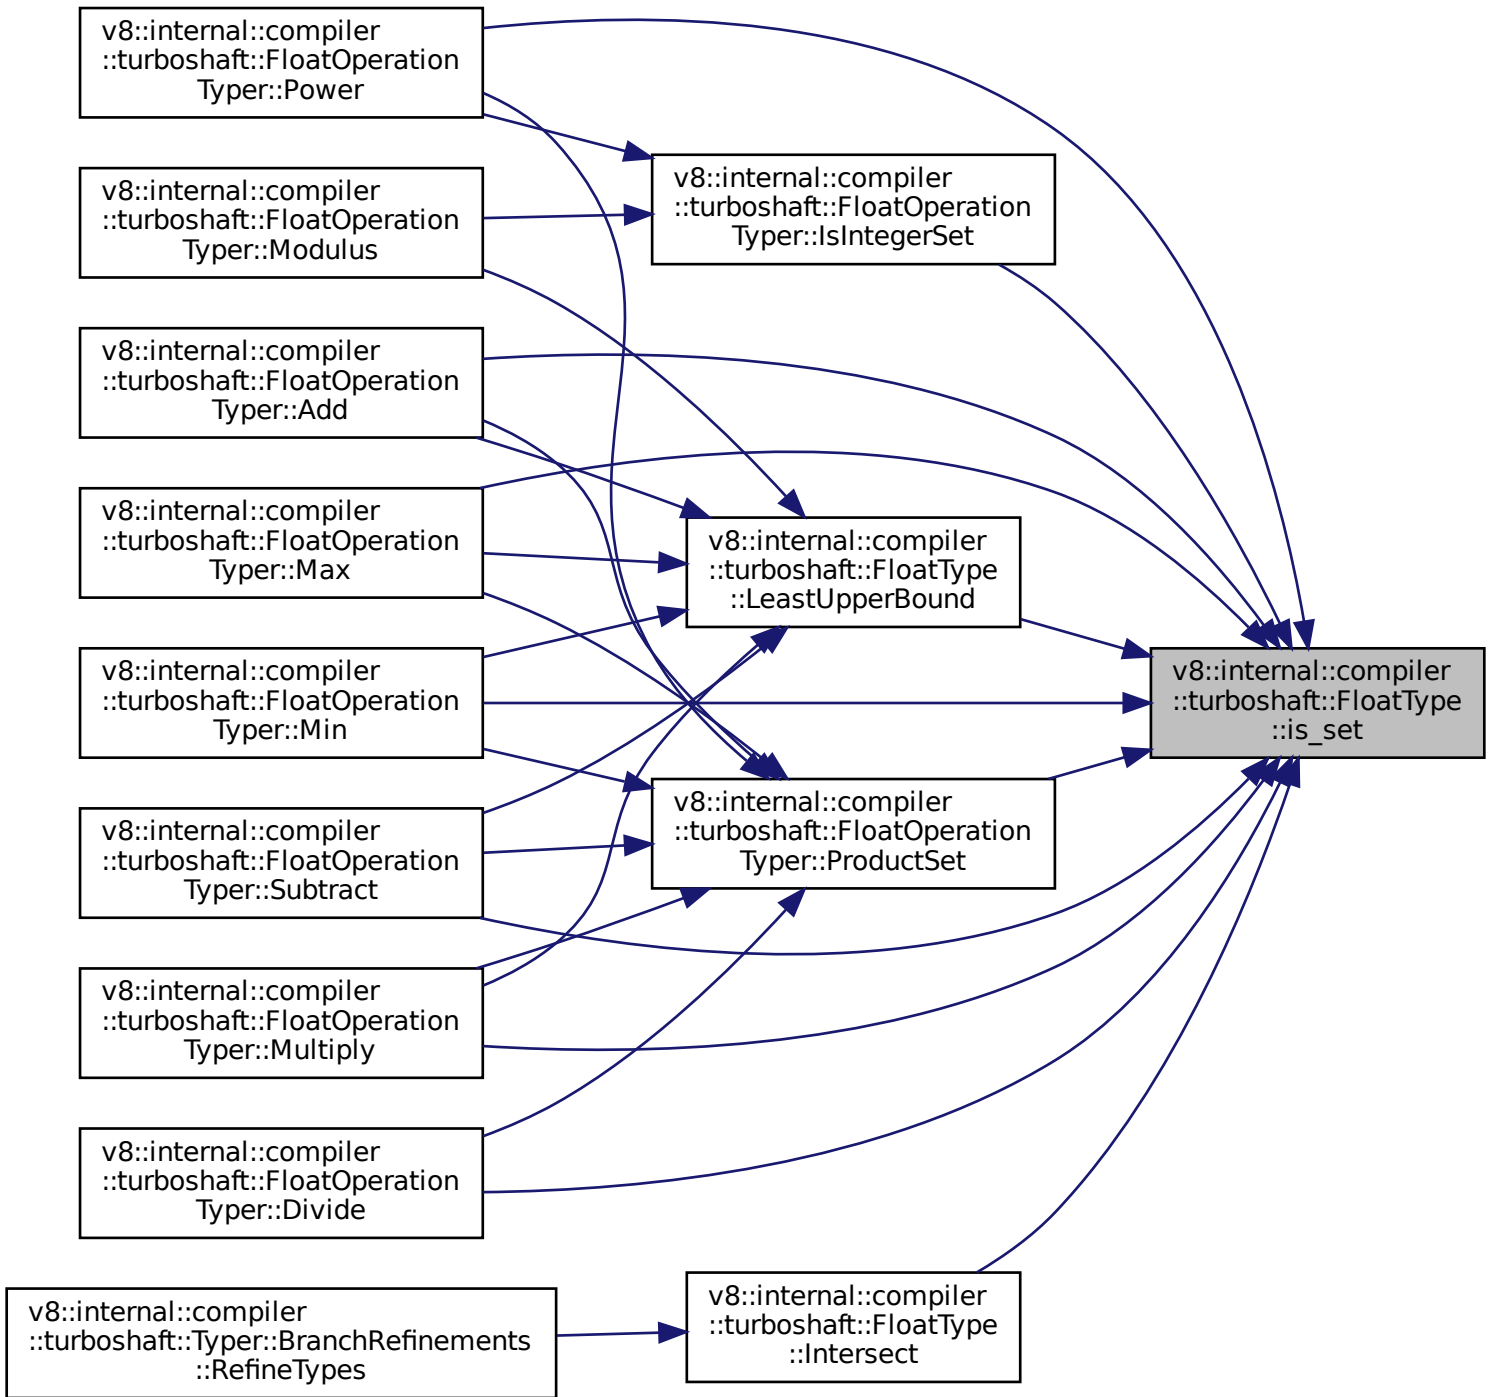 v8::internal::compiler
::turboshaft::FloatOperation
Typer::Power
v8::internal::compiler
::turboshaft::FloatOperation
Typer::Modulus
v8::internal::compiler
::turboshaft::FloatOperation
Typer::Add
v8::internal::compiler
::turboshaft::FloatOperation
Typer::Max
v8::internal::compiler
::turboshaft::FloatOperation
Typer::Min
v8::internal::compiler
::turboshaft::FloatOperation
Typer::Subtract
v8::internal::compiler
::turboshaft::FloatOperation
Typer::Multiply
v8::internal::compiler
::turboshaft::FloatOperation
Typer::Divide
v8::internal::compiler
::turboshaft::Typer::BranchRefinements
::RefineTypes
v8::internal::compiler
::turboshaft::FloatOperation
Typer::IsIntegerSet
v8::internal::compiler
::turboshaft::FloatType
::LeastUpperBound
v8::internal::compiler
::turboshaft::FloatOperation
Typer::ProductSet
v8::internal::compiler
::turboshaft::FloatType
::Intersect
v8::internal::compiler
::turboshaft::FloatType
::is_set